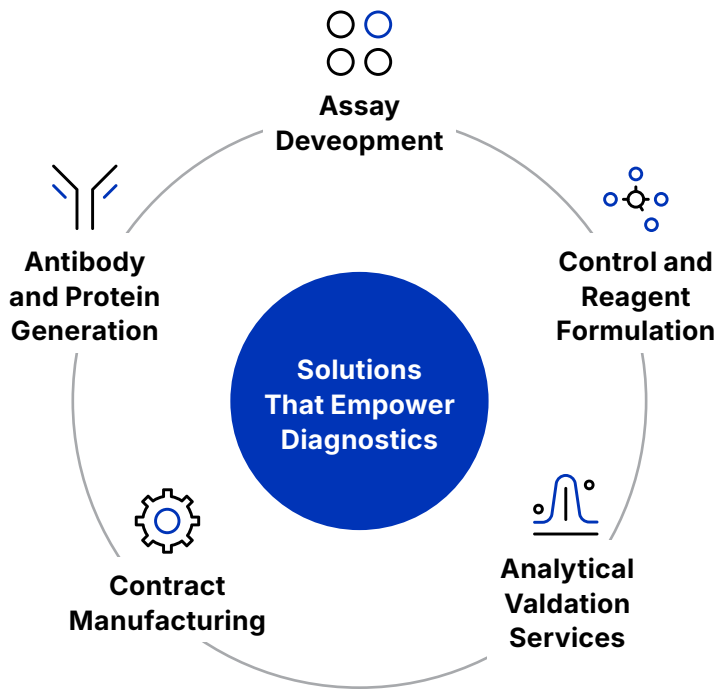 Assay
Deveopment
Control and
Reagent
Formulation
Analytical
Valdation
Services
Contract
Manufacturing
Antibody
and Protein
Generation
Solutions
That Empower
Diagnostics